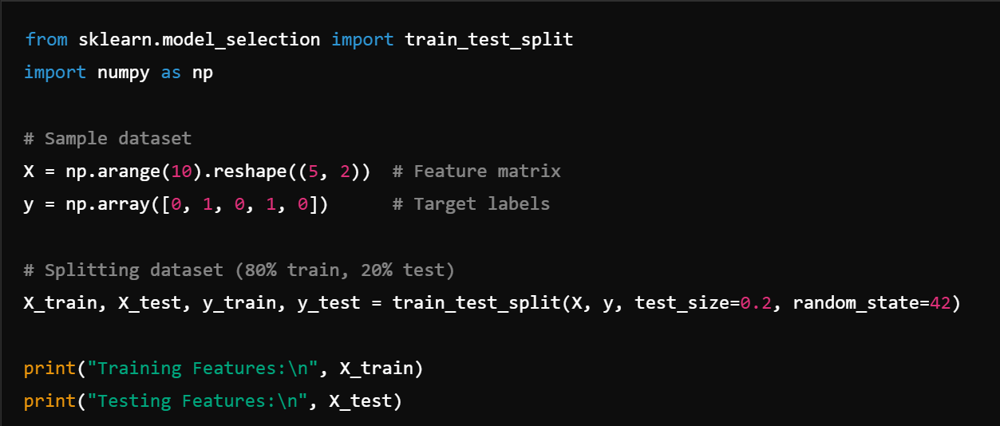 from sklearn.model_selection import train_test_split
import numpy as np
# Sample dataset
X = np.arange(10).reshape((5, 2))  # Feature matrix
y = np.array([0, 1, 0, 1, 0])      # Target labels
# Splitting dataset (80% train, 20% test)
X_train, X_test, y_train, y_test = train_test_split(X, y, test_size=0.2, random_state=42)
print("Training Features:\n", X_train)
print("Testing Features:\n", X_test)